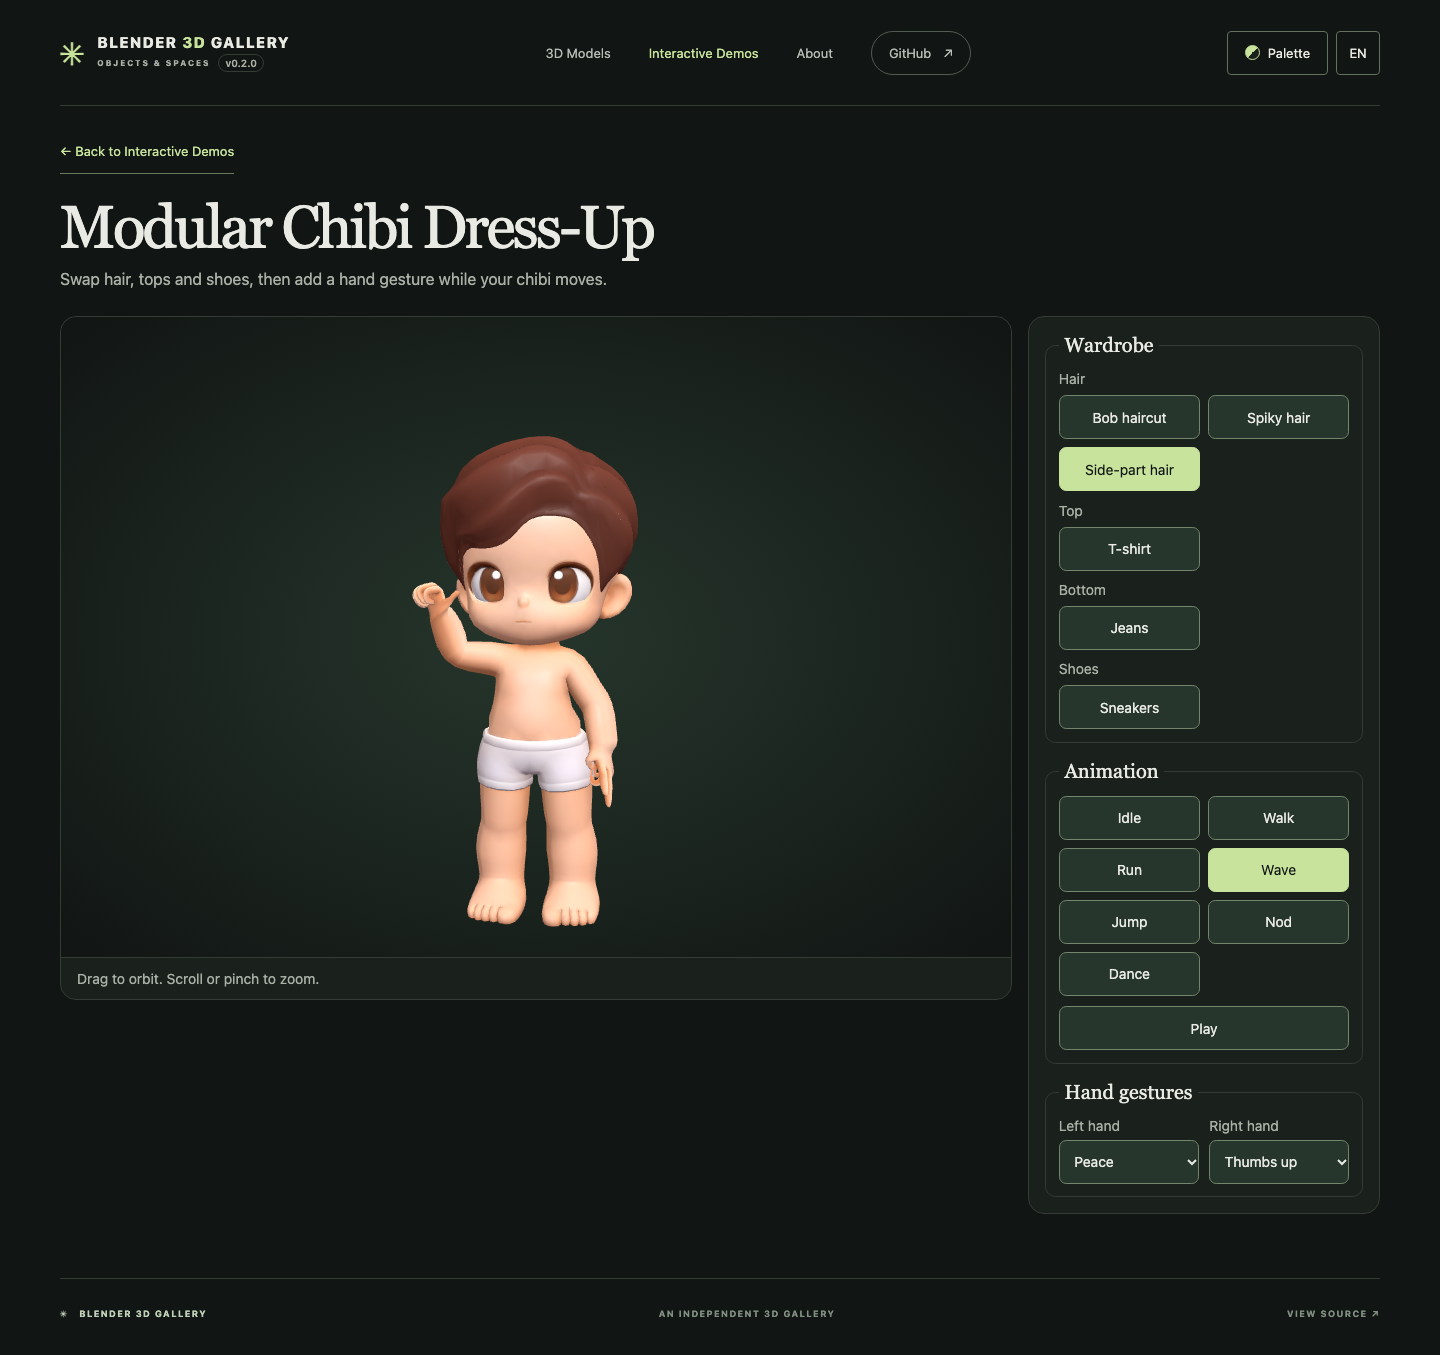 BLENDER 3D GALLERY
OBJECTS & SPACES v0.2.0
3D Models
Interactive Demos
About
GitHub ↗
Palette
EN
← Back to Interactive Demos
Modular Chibi Dress-Up
Swap hair, tops and shoes, then add a hand gesture while your chibi moves.
Drag to orbit. Scroll or pinch to zoom.
Wardrobe
Hair
Bob haircut
Spiky hair
Side-part hair
Top
T-shirt
Bottom
Jeans
Shoes
Sneakers
Animation
Idle
Walk
Run
Wave
Jump
Nod
Dance
Play
Hand gestures
Left hand
Right hand
Peace
Thumbs up
BLENDER 3D GALLERY
AN INDEPENDENT 3D GALLERY
VIEW SOURCE ↗